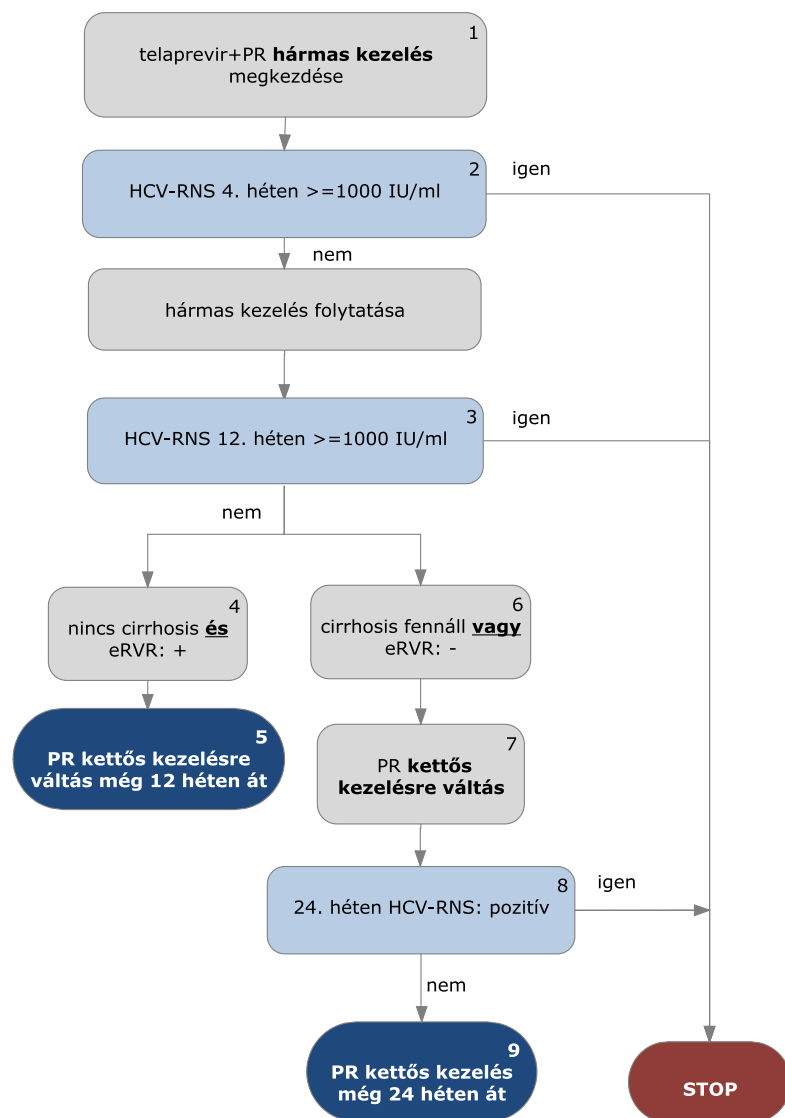 1
telaprevir+PR hármas kezelés
megkezdése
2
HCV-RNS 4. héten >=1000 IU/ml
igen
nem
hármas kezelés folytatása
3
HCV-RNS 12. héten >=1000 IU/ml
igen
nem
4
nincs cirrhosis és
eRVR: +
6
cirrhosis fennáll vagy
eRVR: -
5
PR kettős kezelésre
váltás még 12 héten át
7
PR kettős
kezelésre váltás
8
24. héten HCV-RNS: pozitív
igen
nem
9
PR kettős kezelés
még 24 héten át
STOP